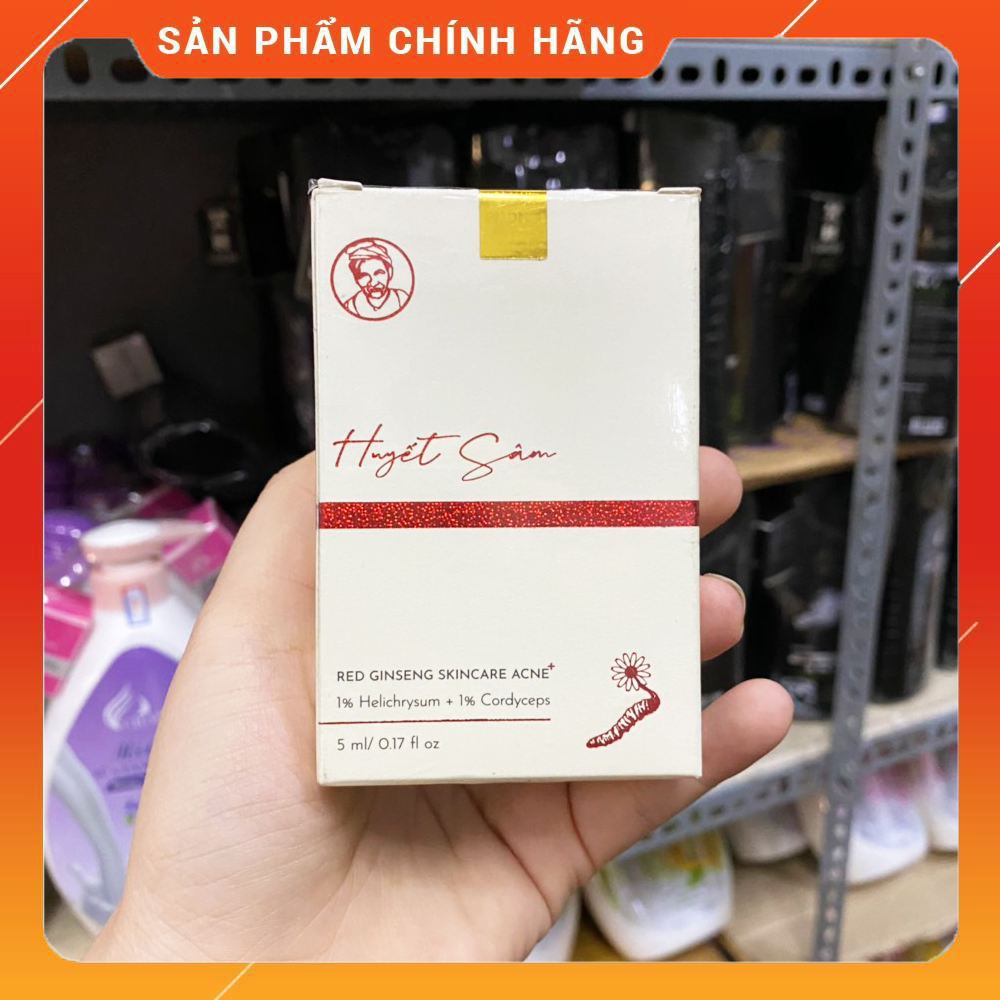 SẢN PHẨM CHÍNH HÃNG
Huyết Sâm
RED GINSENG SKINCARE ACNE+
1% Helichrysum + 1% Cordyceps
5 ml/ 0.17 fl oz